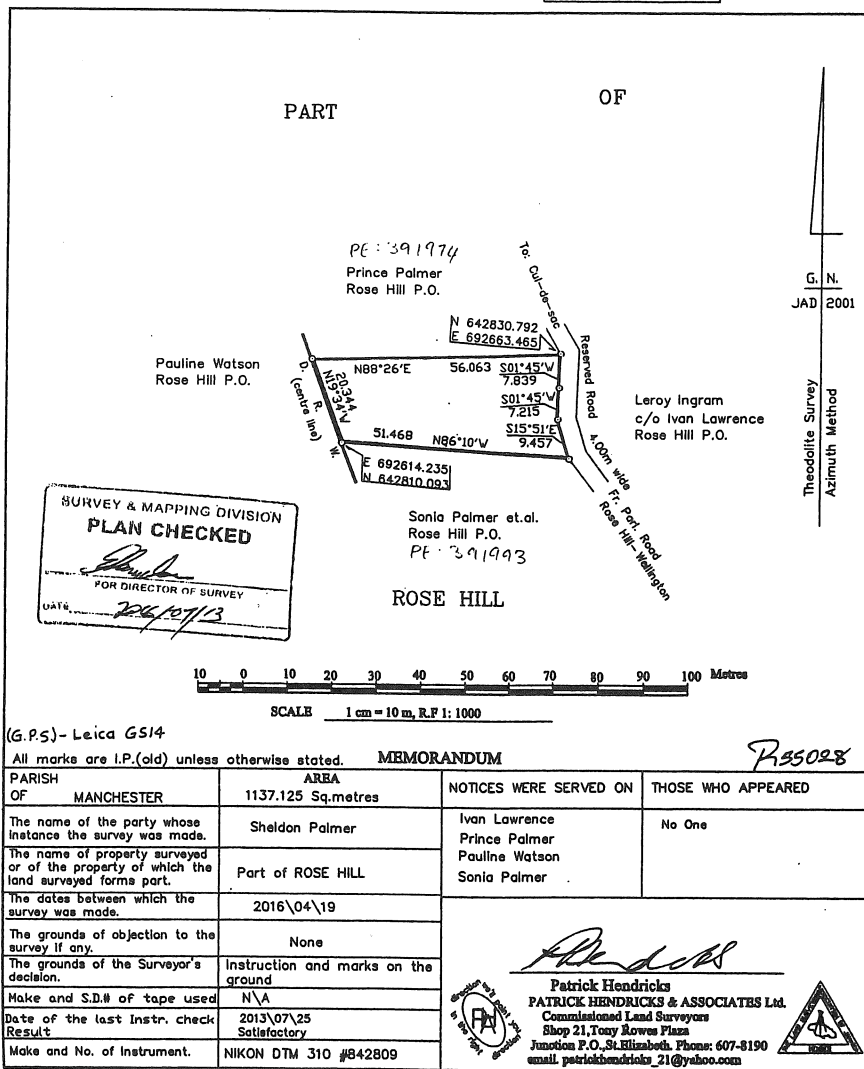 PART OF
PE: 391974
Prince Palmer
Rose Hill P.O.
To: Cul-de-sac
G. N.
JAD 2001
N 642830.792
E 692663.465
Pauline Watson
Rose Hill P.O.
D. R. W.
(centre line)
20.344
N19°34'W
N88°26'E 56.063
S01°45'W
7.839
S01°45'W
7.215
S15°51'E
9.457
51.468 N86°10'W
E 692614.235
N 642810.093
Reserved Road 4.00m wide
Fr. Part. Road
Rose Hill-Wellington
Leroy Ingram
c/o Ivan Lawrence
Rose Hill P.O.
Theodolite Survey
Azimuth Method
SURVEY & MAPPING DIVISION
PLAN CHECKED
FOR DIRECTOR OF SURVEY
DATE
Sonia Palmer et.al.
Rose Hill P.O.
PE: 391993
ROSE HILL
10 0 10 20 30 40 50 60 70 80 90 100 Metres
SCALE 1 cm = 10 m, R.F 1: 1000
(G.P.S)- Leica GS14
All marks are I.P.(old) unless otherwise stated.
MEMORANDUM
R55028
PARISH
OF MANCHESTER
AREA
1137.125 Sq.metres
NOTICES WERE SERVED ON
THOSE WHO APPEARED
The name of the party whose
instance the survey was made.
Sheldon Palmer
Ivan Lawrence
Prince Palmer
Pauline Watson
Sonia Palmer
No One
The name of property surveyed
or of the property of which the
land surveyed forms part.
Part of ROSE HILL
The dates between which the
survey was made.
2016\04\19
The grounds of objection to the
survey if any.
None
The grounds of the Surveyor's
decision.
Instruction and marks on the
ground
Make and S.D.# of tape used
N\A
Date of the last Instr. check
Result
2013\07\25
Satisfactory
Make and No. of Instrument.
NIKON DTM 310 #842809
Patrick Hendricks
PATRICK HENDRICKS & ASSOCIATES Ltd.
Commissioned Land Surveyors
Shop 21,Tony Rowes Plaza
Junction P.O.,St.Elizabeth. Phone: 607-8190
email. patrickhendricks_21@yahoo.com
direction we'll point you
in the right direction